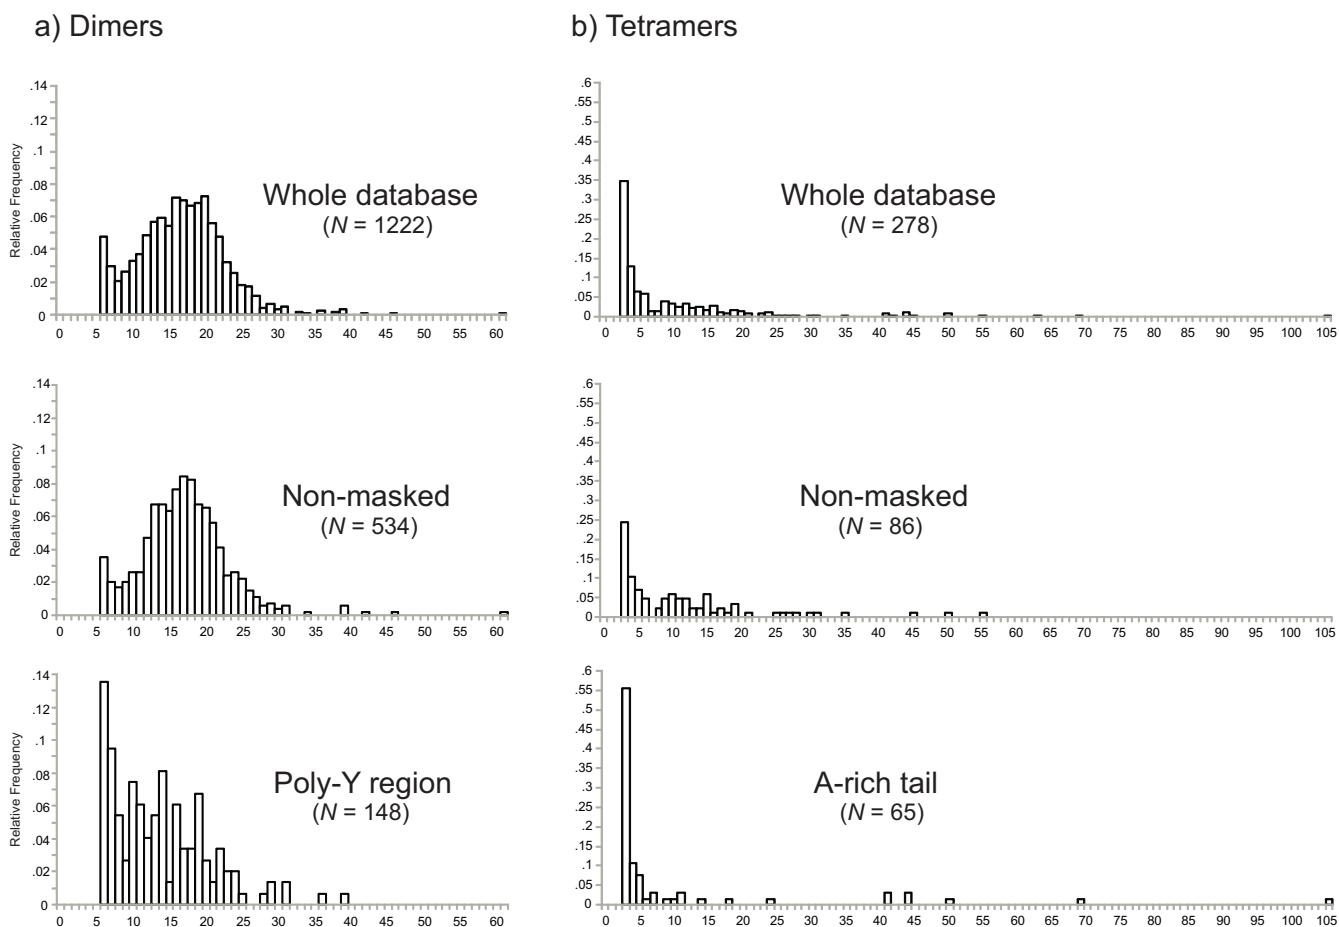 a) Dimers
b) Tetramers
.14
.12
.1
.08
.06
.04
.02
0
Relative Frequency
Whole database
(N = 1222)
0 5 10 15 20 25 30 35 40 45 50 55 60
.6
.55
.5
.45
.4
.35
.3
.25
.2
.15
.1
.05
0
Whole database
(N = 278)
0 5 10 15 20 25 30 35 40 45 50 55 60 65 70 75 80 85 90 95 100 105
.14
.12
.1
.08
.06
.04
.02
0
Relative Frequency
Non-masked
(N = 534)
0 5 10 15 20 25 30 35 40 45 50 55 60
.6
.55
.5
.45
.4
.35
.3
.25
.2
.15
.1
.05
0
Non-masked
(N = 86)
0 5 10 15 20 25 30 35 40 45 50 55 60 65 70 75 80 85 90 95 100 105
.14
.12
.1
.08
.06
.04
.02
0
Relative Frequency
Poly-Y region
(N = 148)
0 5 10 15 20 25 30 35 40 45 50 55 60
.6
.55
.5
.45
.4
.35
.3
.25
.2
.15
.1
.05
0
A-rich tail
(N = 65)
0 5 10 15 20 25 30 35 40 45 50 55 60 65 70 75 80 85 90 95 100 105